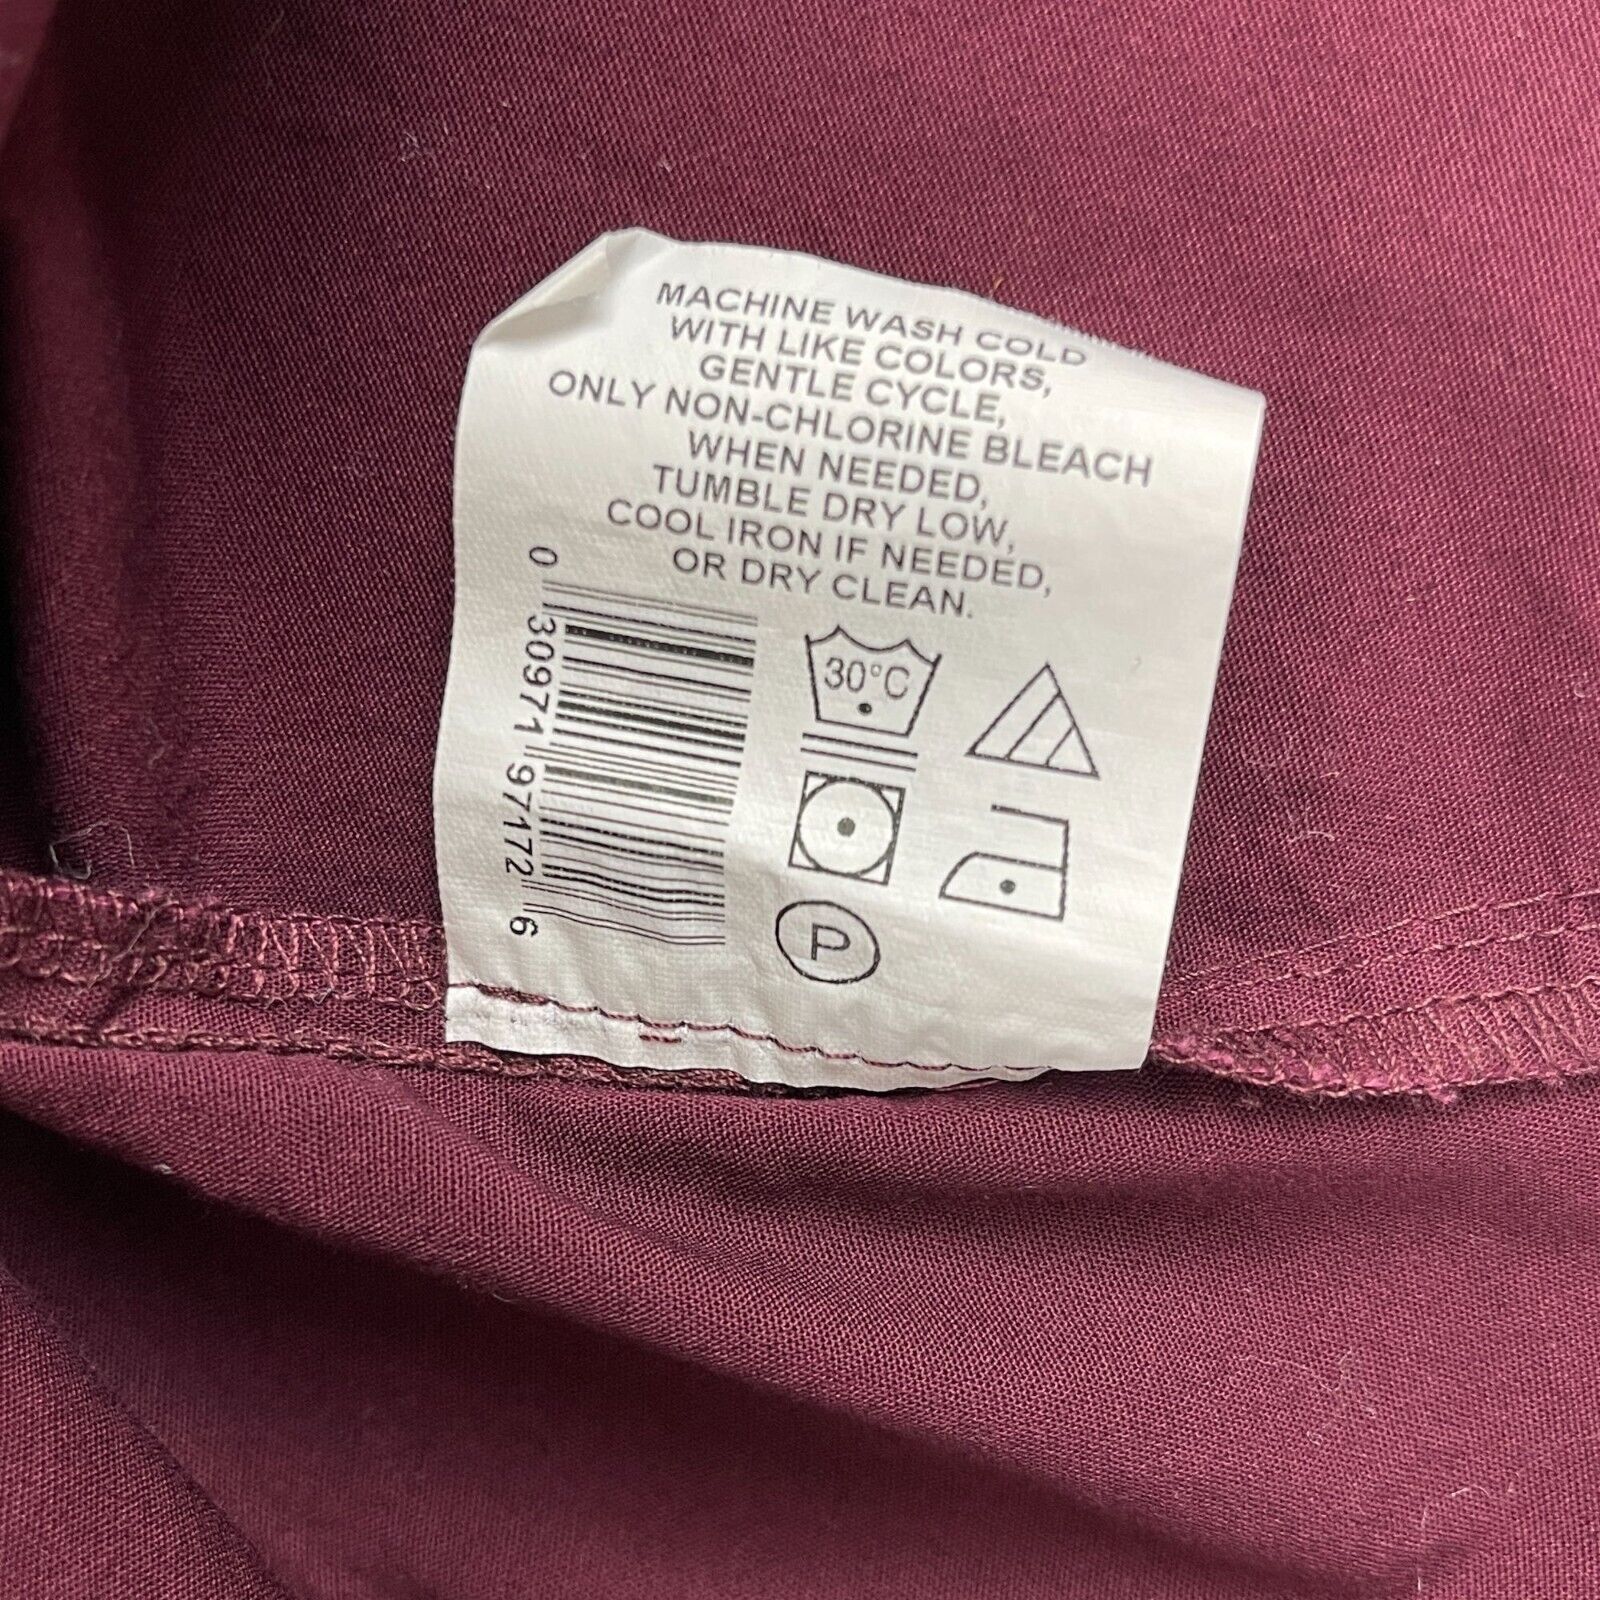 MACHINE WASH COLD
WITH LIKE COLORS,
GENTLE CYCLE,
ONLY NON-CHLORINE BLEACH
WHEN NEEDED,
TUMBLE DRY LOW,
COOL IRON IF NEEDED,
OR DRY CLEAN.
0 30971 97172 6
30°C
P